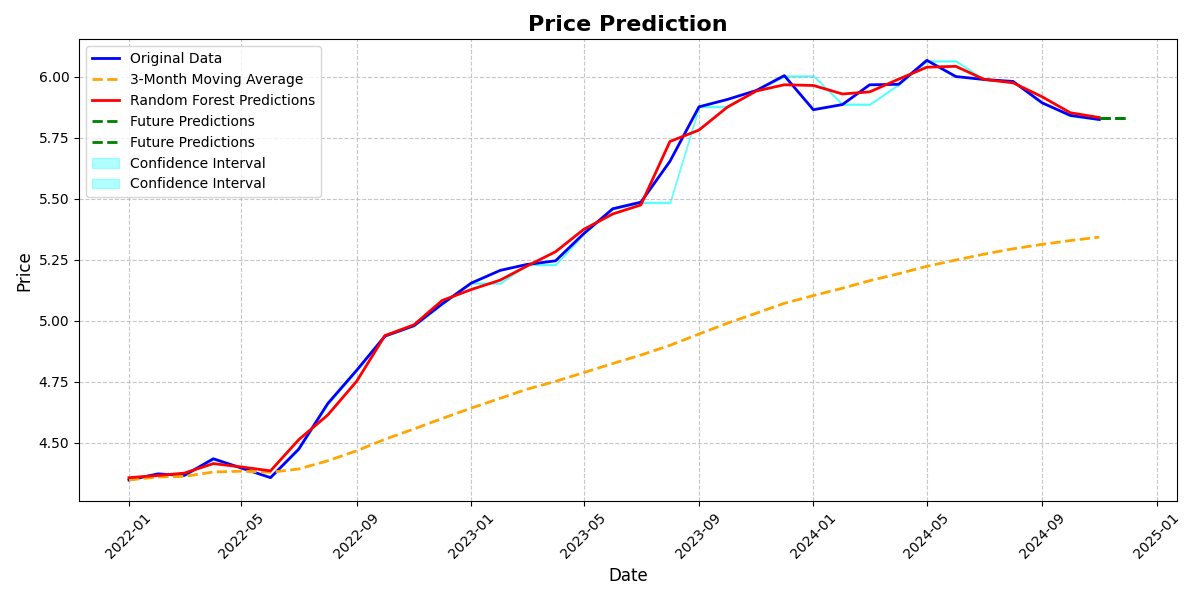 Price Prediction
Original Data
3-Month Moving Average
Random Forest Predictions
Future Predictions
Future Predictions
Confidence Interval
Confidence Interval
Price
6.00
5.75
5.50
5.25
5.00
4.75
4.50
2022-01
2022-05
2022-09
2023-01
2023-05
2023-09
2024-01
2024-05
2024-09
2025-01
Date